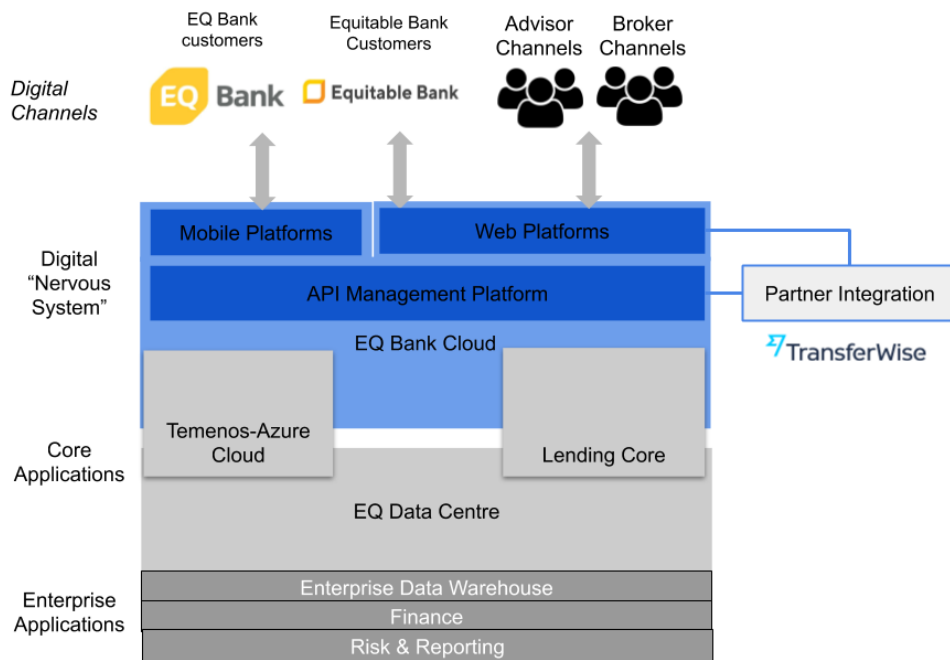 EQ Bank
customers
Equitable Bank
Customers
Advisor
Channels
Broker
Channels
Digital
Channels
EQ Bank
Equitable Bank
Mobile Platforms
Web Platforms
Digital
“Nervous
System”
API Management Platform
Partner Integration
EQ Bank Cloud
TransferWise
Temenos-Azure
Cloud
Lending Core
Core
Applications
EQ Data Centre
Enterprise
Applications
Enterprise Data Warehouse
Finance
Risk & Reporting